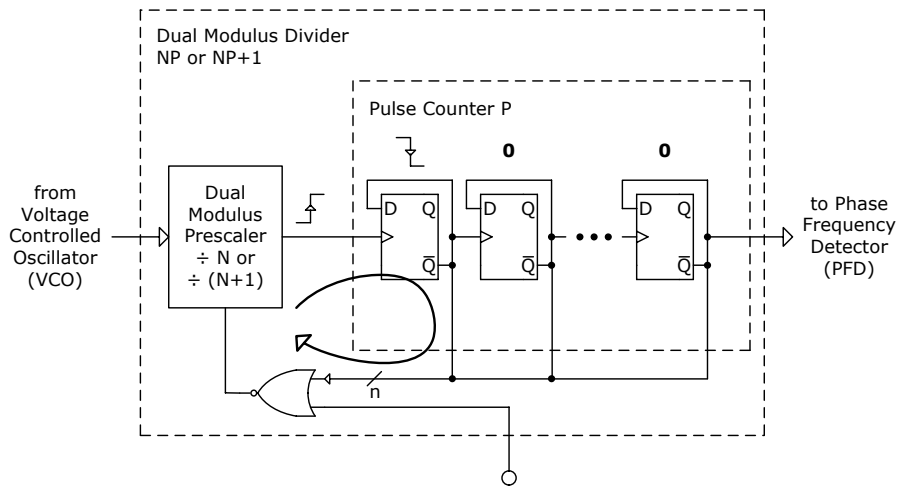 Dual Modulus Divider
NP or NP+1
Pulse Counter P
0
0
from
Voltage
Controlled
Oscillator
(VCO)
Dual
Modulus
Prescaler
÷ N or
÷ (N+1)
D Q
Q̅
D Q
Q̅
D Q
Q̅
to Phase
Frequency
Detector
(PFD)
n